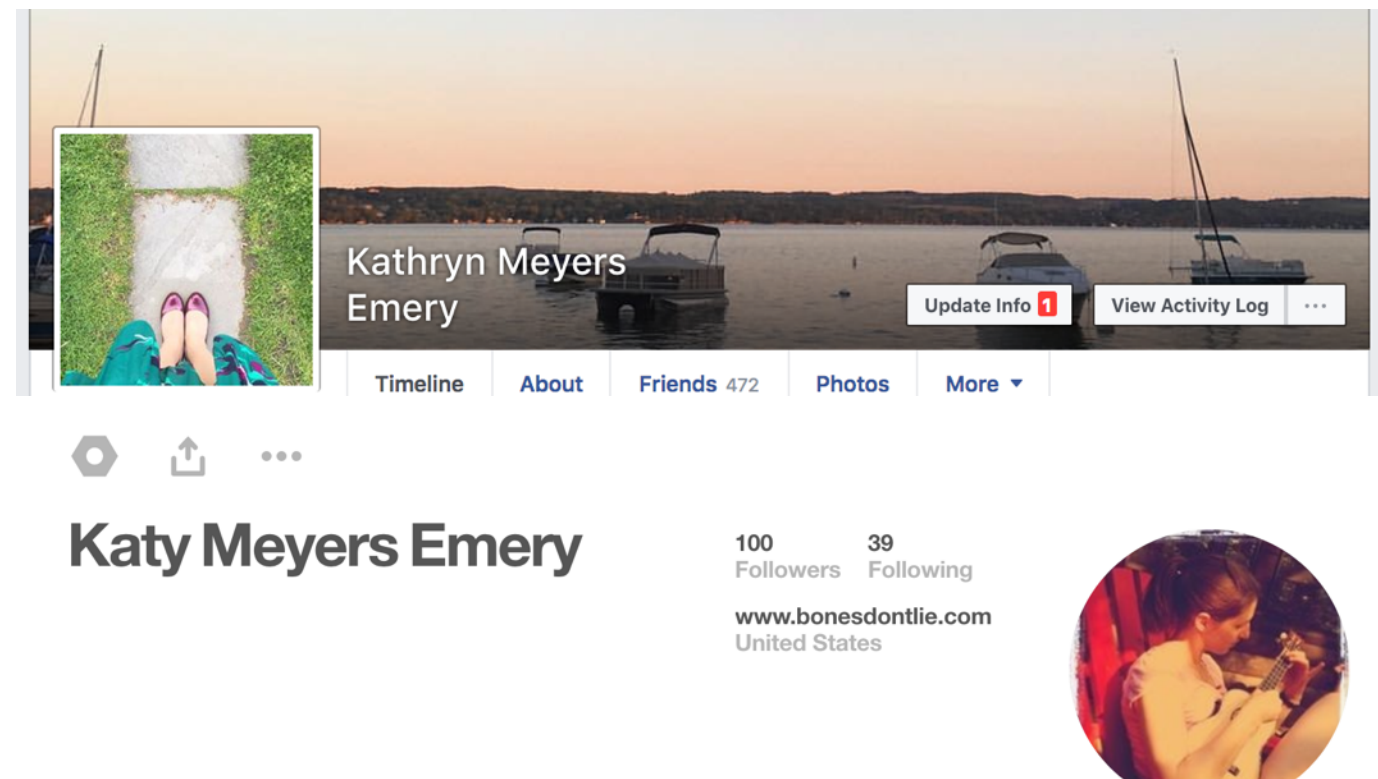 Kathryn Meyers
Emery
Update Info 1
View Activity Log
Timeline About Friends 472 Photos More
Katy Meyers Emery
100 39
Followers Following
www.bonesdontlie.com
United States